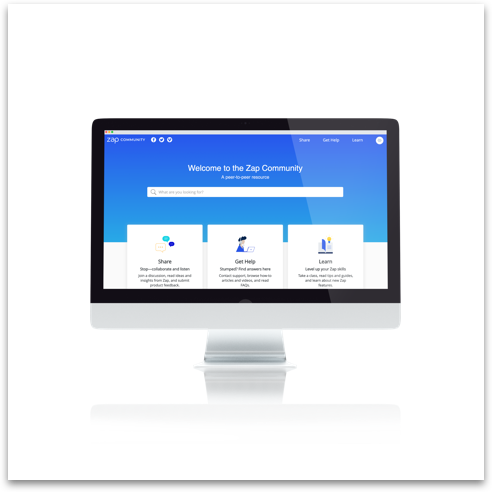 zap COMMUNITY
Share Get Help Learn
Welcome to the Zap Community
A peer-to-peer resource
What are you looking for?
Share
Stop—collaborate and listen
Join a discussion, read ideas and
insights from Zap, and submit
product feedback.
Get Help
Stumped? Find answers here
Contact support, browse how-to
articles and videos, and read
FAQs.
Learn
Level up your Zap skills
Take a class, read tips and guides,
and learn about new Zap
features.